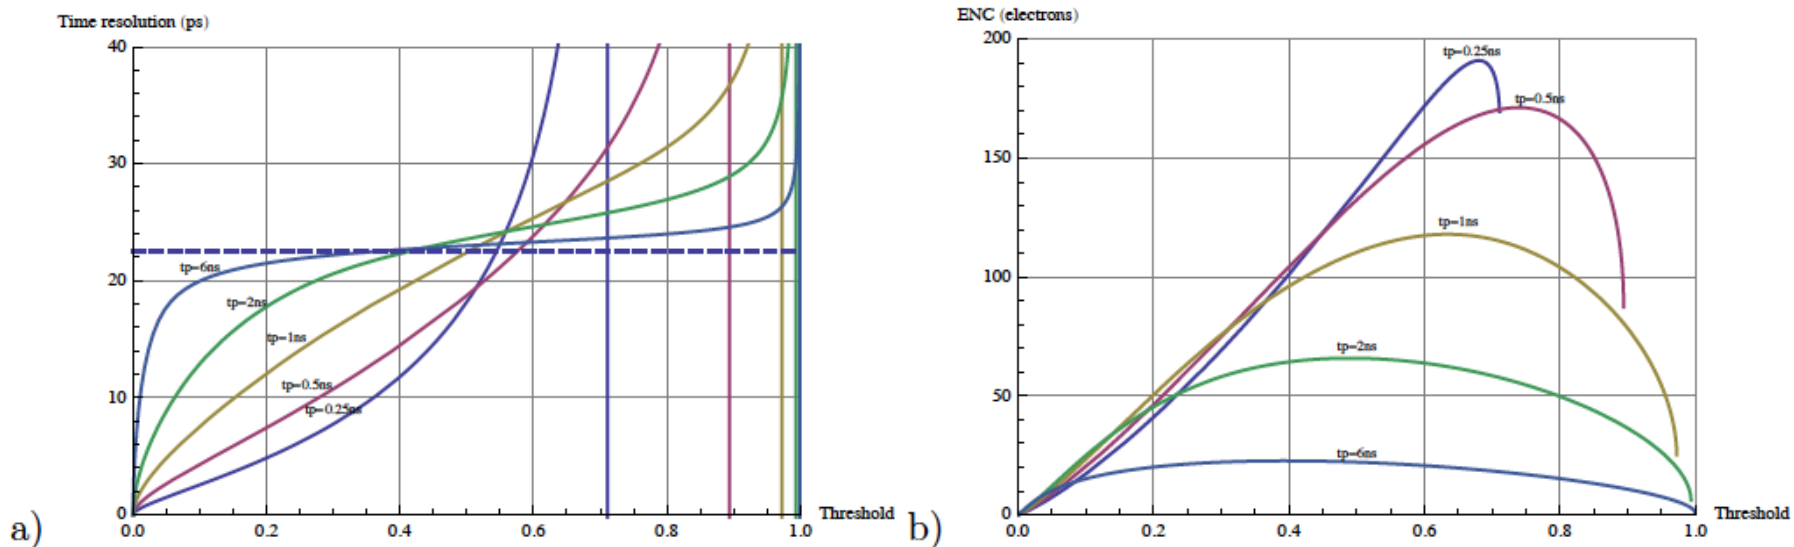 Time resolution (ps)
40
30
20
10
0
tp=6ns
tp=2ns
tp=1ns
tp=0.5ns
tp=0.25ns
0.0 0.2 0.4 0.6 0.8 1.0
Threshold
a)
ENC (electrons)
200
150
100
50
0
tp=0.25ns
tp=0.5ns
tp=1ns
tp=2ns
tp=6ns
0.0 0.2 0.4 0.6 0.8 1.0
Threshold
b)